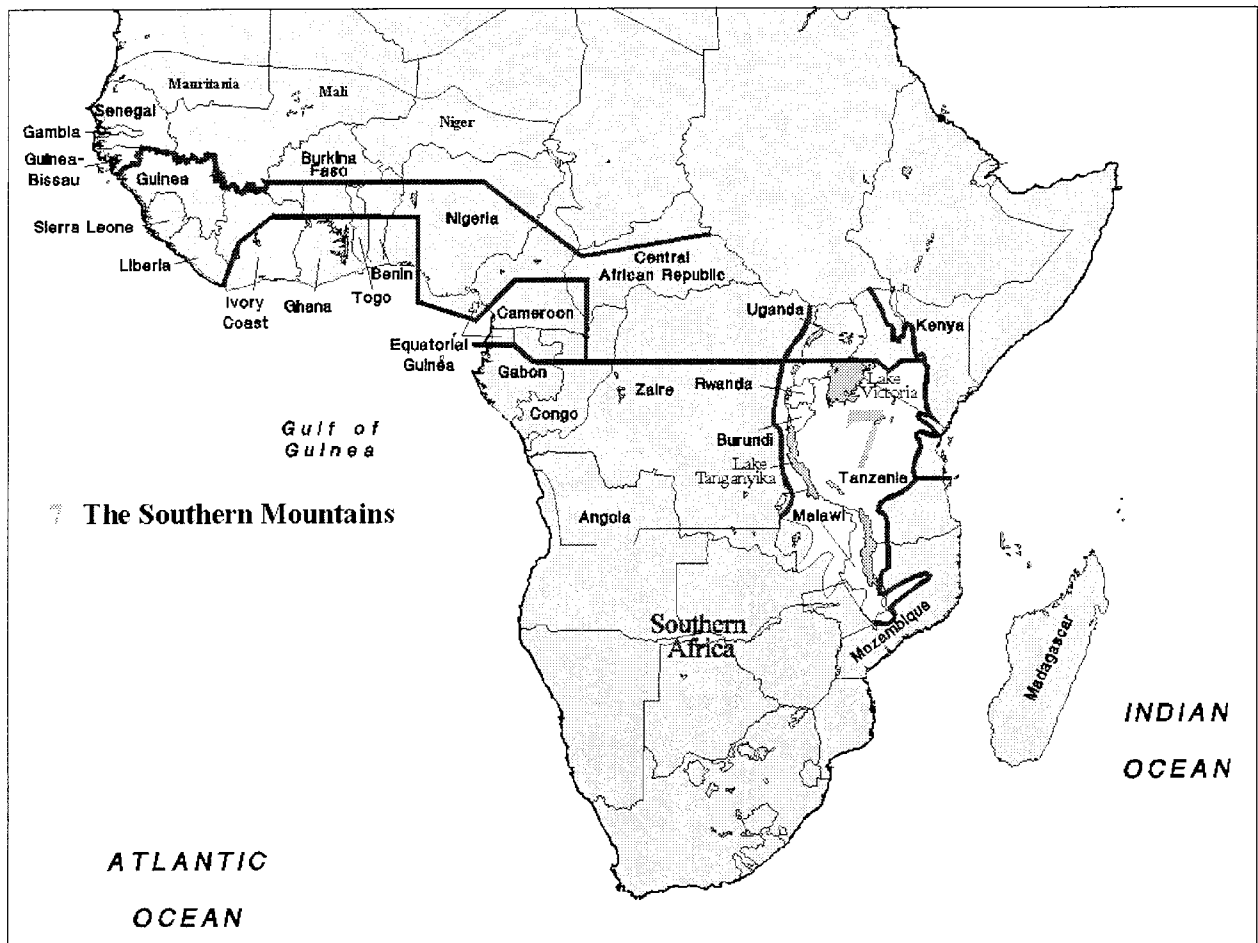 Mauritania
Mali
Niger
Senegal
Gambia
Guinea-
Bissau
Guinea
Burkina
Faso
Nigeria
Sierra Leone
Liberia
Ivory
Coast
Ghana
Togo
Benin
Central
African Republic
Cameroon
Equatorial
Guinea
Gabon
Congo
Zaire
Uganda
Kenya
Rwanda
Lake
Victoria
Burundi
7
Lake
Tanganyika
Tanzania
Gulf of
Guinea
7 The Southern Mountains
Angola
Malawi
Southern
Africa
Mozambique
Madagascar
INDIAN
OCEAN
ATLANTIC
OCEAN